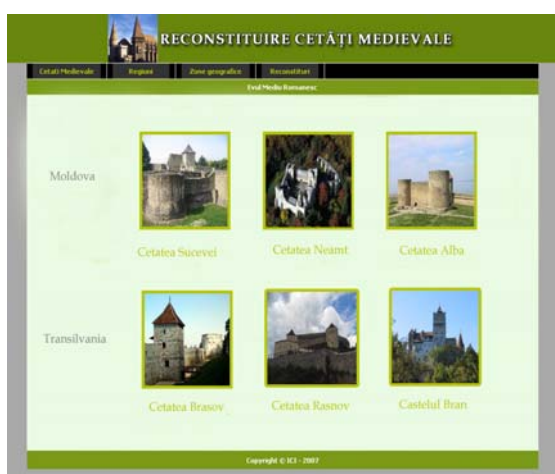 RECONSTITUIRE CETĂȚI MEDIEVALE
Cetati Medievale Regiuni Zone geografice Reconstituri
Evul Mediu Romanesc
Moldova
Cetatea Sucevei Cetatea Neamt Cetatea Alba
Transilvania
Cetatea Brasov Cetatea Rasnov Castelul Bran
Copyright © ICI - 2007